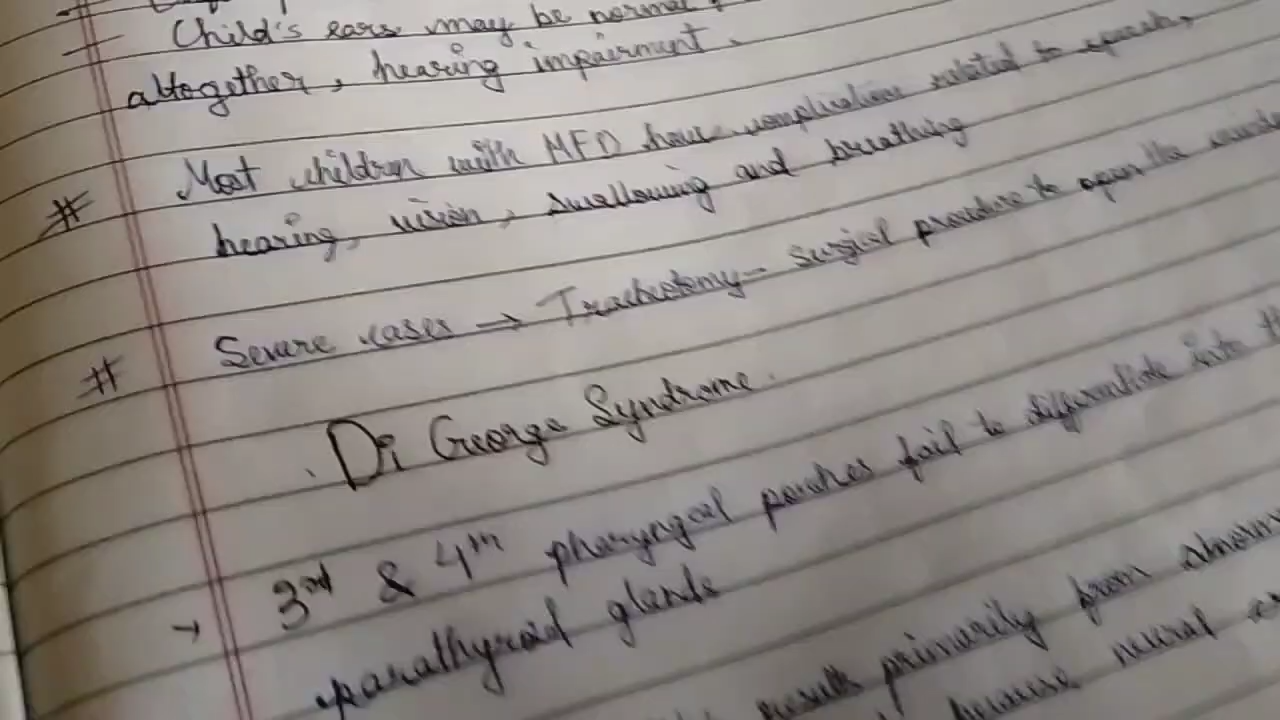 Child's ears may be normal
altogether, hearing impairment.
# Most children with MFD have complications related to speech,
hearing, vision, swallowing and breathing
# Severe cases → Tracheotomy - surgical procedure to open the
Di George Syndrome.
→ 3rd & 4th pharyngeal pouches fail to differentiate into
parathyroid glands
results primarily from
because neural